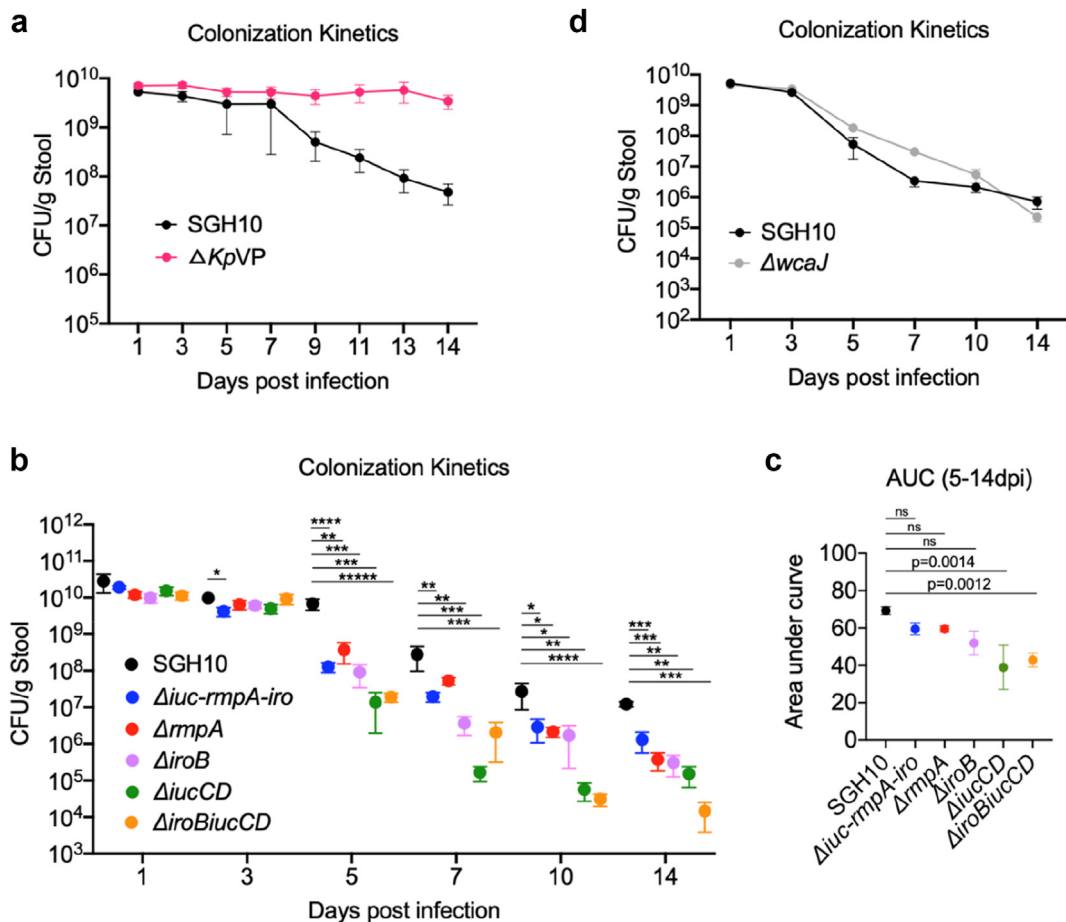 a
Colonization Kinetics
CFU/g Stool
10^10
10^9
10^8
10^7
10^6
10^5
SGH10
△KpVP
1 3 5 7 9 11 13 14
Days post infection
d
Colonization Kinetics
CFU/g Stool
10^10
10^9
10^8
10^7
10^6
10^5
10^4
10^3
10^2
SGH10
ΔwcaJ
1 3 5 7 10 14
Days post infection
b
Colonization Kinetics
CFU/g Stool
10^12
10^11
10^10
10^9
10^8
10^7
10^6
10^5
10^4
10^3
*
****
**
***
***
*****
**
**
***
***
*
*
*
**
****
***
***
**
**
***
SGH10
Δiuc-rmpA-iro
ΔrmpA
ΔiroB
ΔiucCD
ΔiroBiucCD
1 3 5 7 10 14
Days post infection
c
AUC (5-14dpi)
ns
ns
ns
p=0.0014
p=0.0012
Area under curve
100
80
60
40
20
0
SGH10
Δiuc-rmpA-iro
ΔrmpA
ΔiroB
ΔiucCD
ΔiroBiucCD